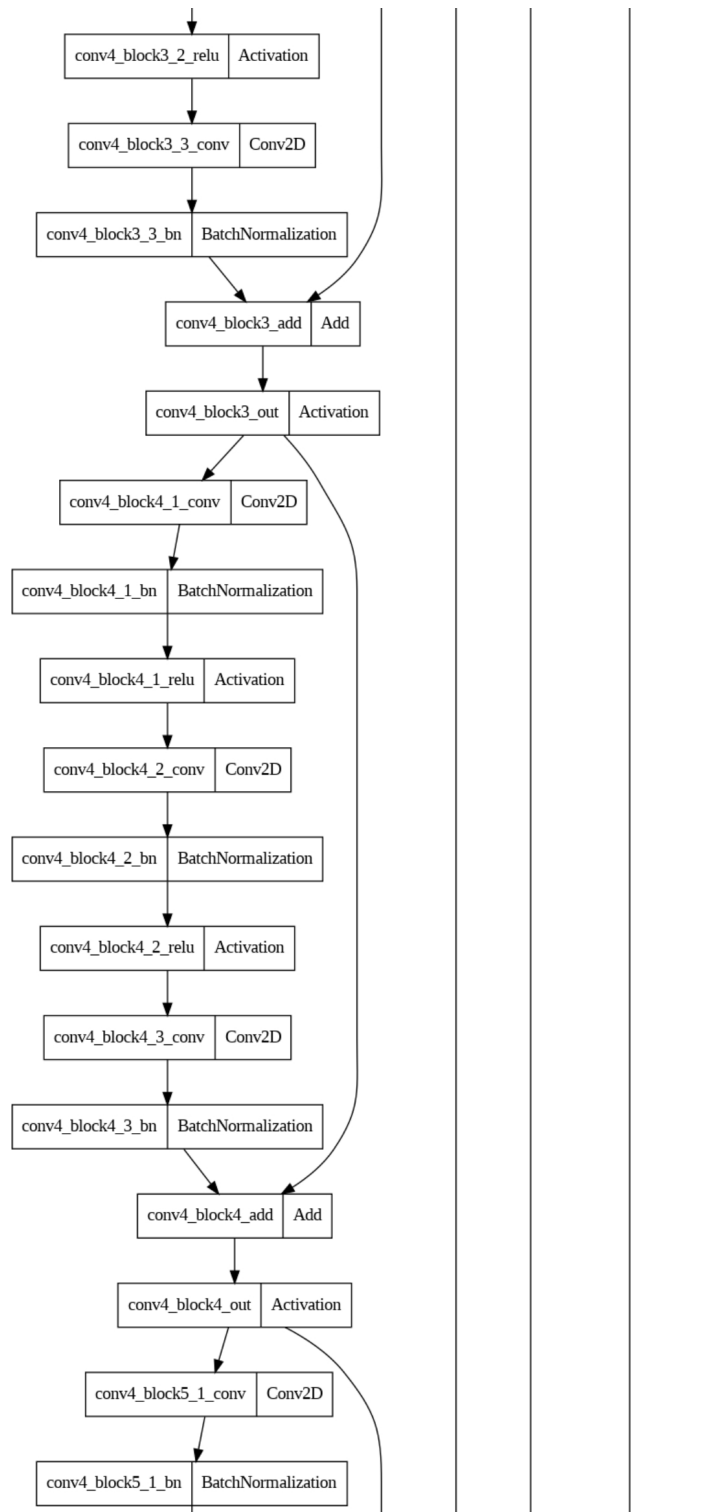 conv4_block3_2_relu Activation
conv4_block3_3_conv Conv2D
conv4_block3_3_bn BatchNormalization
conv4_block3_add Add
conv4_block3_out Activation
conv4_block4_1_conv Conv2D
conv4_block4_1_bn BatchNormalization
conv4_block4_1_relu Activation
conv4_block4_2_conv Conv2D
conv4_block4_2_bn BatchNormalization
conv4_block4_2_relu Activation
conv4_block4_3_conv Conv2D
conv4_block4_3_bn BatchNormalization
conv4_block4_add Add
conv4_block4_out Activation
conv4_block5_1_conv Conv2D
conv4_block5_1_bn BatchNormalization